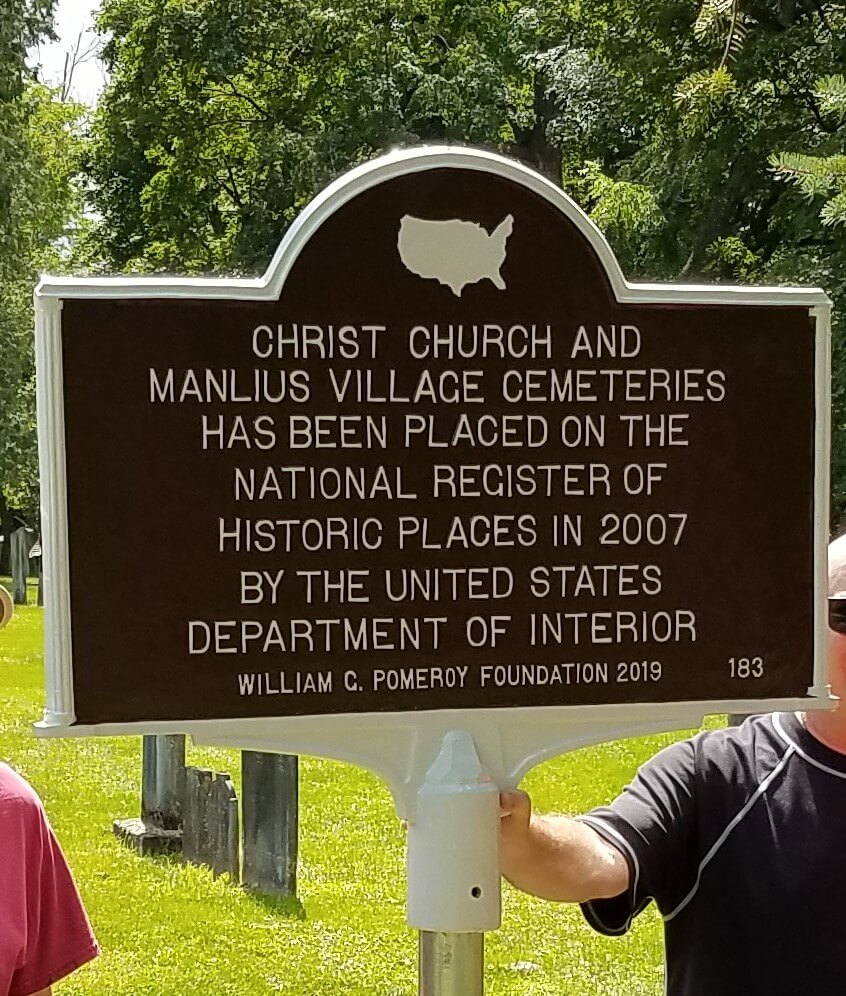 CHRIST CHURCH AND
MANLIUS VILLAGE CEMETERIES
HAS BEEN PLACED ON THE
NATIONAL REGISTER OF
HISTORIC PLACES IN 2007
BY THE UNITED STATES
DEPARTMENT OF INTERIOR
WILLIAM G. POMEROY FOUNDATION 2019 183